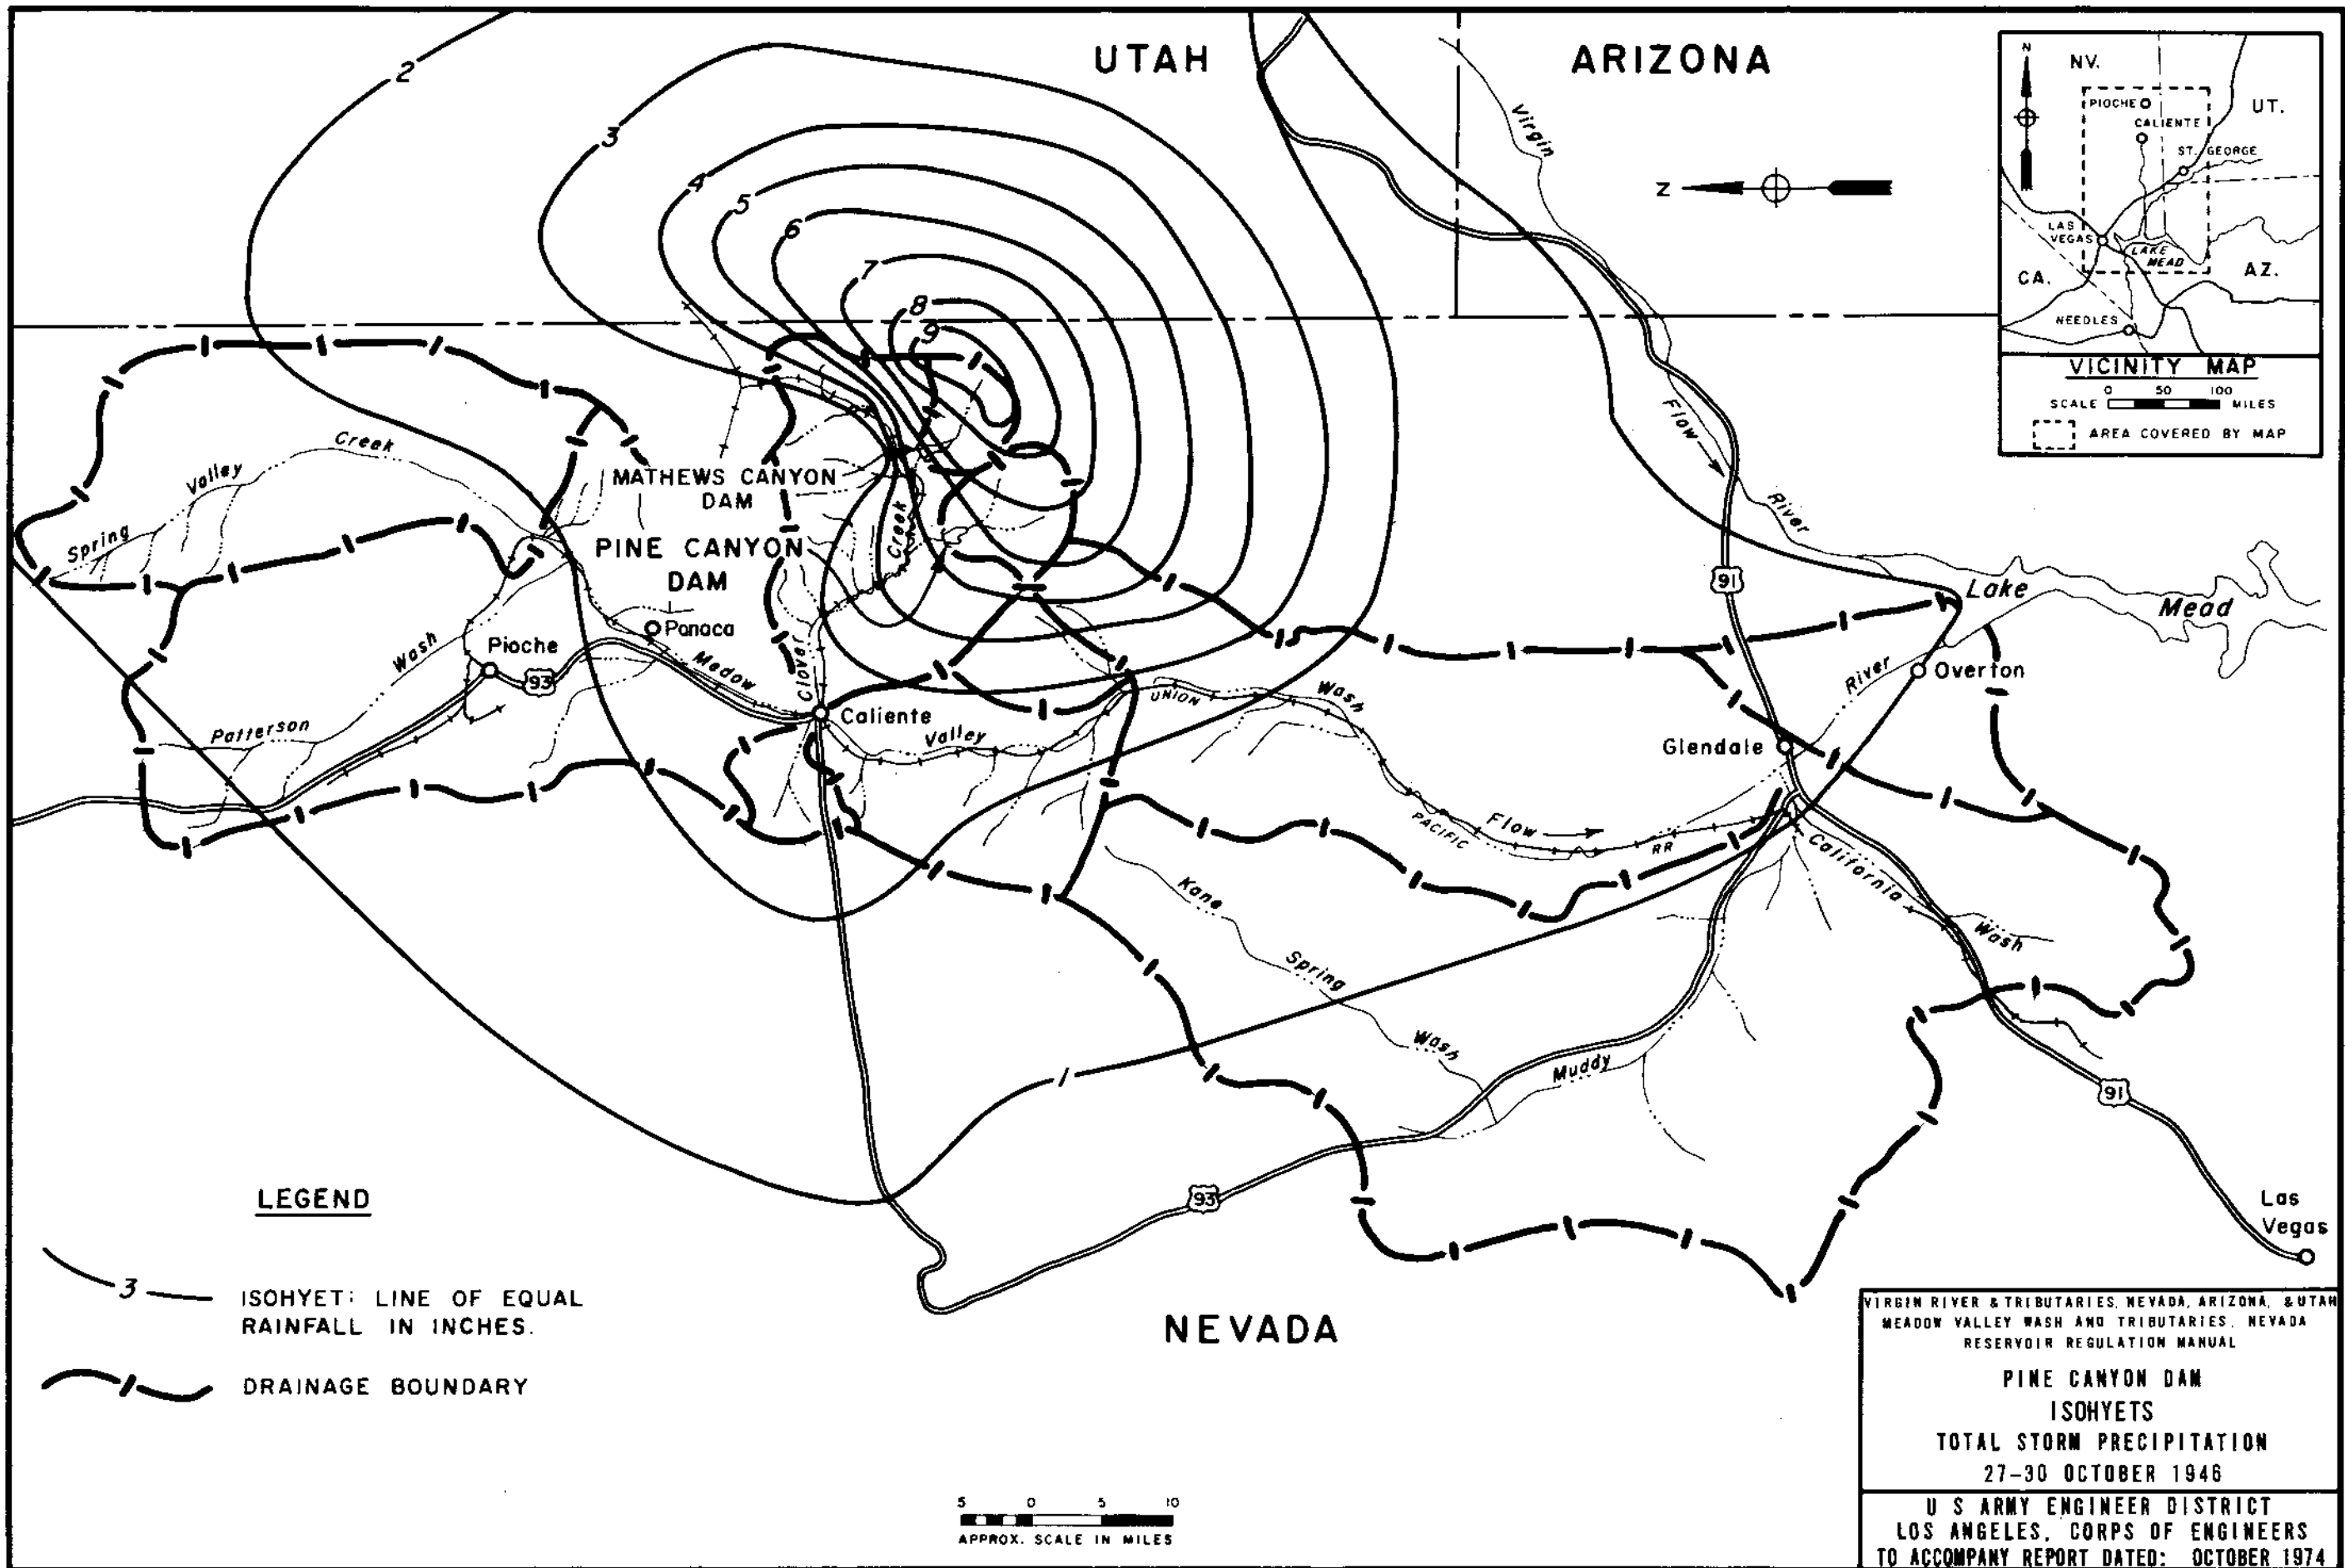 UTAH
ARIZONA
2
3
4
5
6
7
8
9
Virgin
Z
N
NV.
PIOCHE
UT.
CALIENTE
ST. GEORGE
LAS
VEGAS
LAKE
MEAD
CA.
AZ.
NEEDLES
VICINITY MAP
0 50 100
SCALE MILES
AREA COVERED BY MAP
Flow
River
Creek
Valley
Spring
MATHEWS CANYON
DAM
PINE CANYON
DAM
Creek
91
Lake
Mead
Panaca
Pioche
Wash
93
Medow
Clover
River
Overton
UNION
Wash
Patterson
Caliente
Valley
Glendale
Flow
PACIFIC
RR
California
Wash
Kane
Spring
Wash
Muddy
1
91
93
Las
Vegas
LEGEND
3
ISOHYET: LINE OF EQUAL
RAINFALL IN INCHES.
DRAINAGE BOUNDARY
NEVADA
5 0 5 10
APPROX. SCALE IN MILES
VIRGIN RIVER & TRIBUTARIES, NEVADA, ARIZONA, & UTAH
MEADOW VALLEY WASH AND TRIBUTARIES, NEVADA
RESERVOIR REGULATION MANUAL
PINE CANYON DAM
ISOHYETS
TOTAL STORM PRECIPITATION
27-30 OCTOBER 1946
U S ARMY ENGINEER DISTRICT
LOS ANGELES, CORPS OF ENGINEERS
TO ACCOMPANY REPORT DATED: OCTOBER 1974